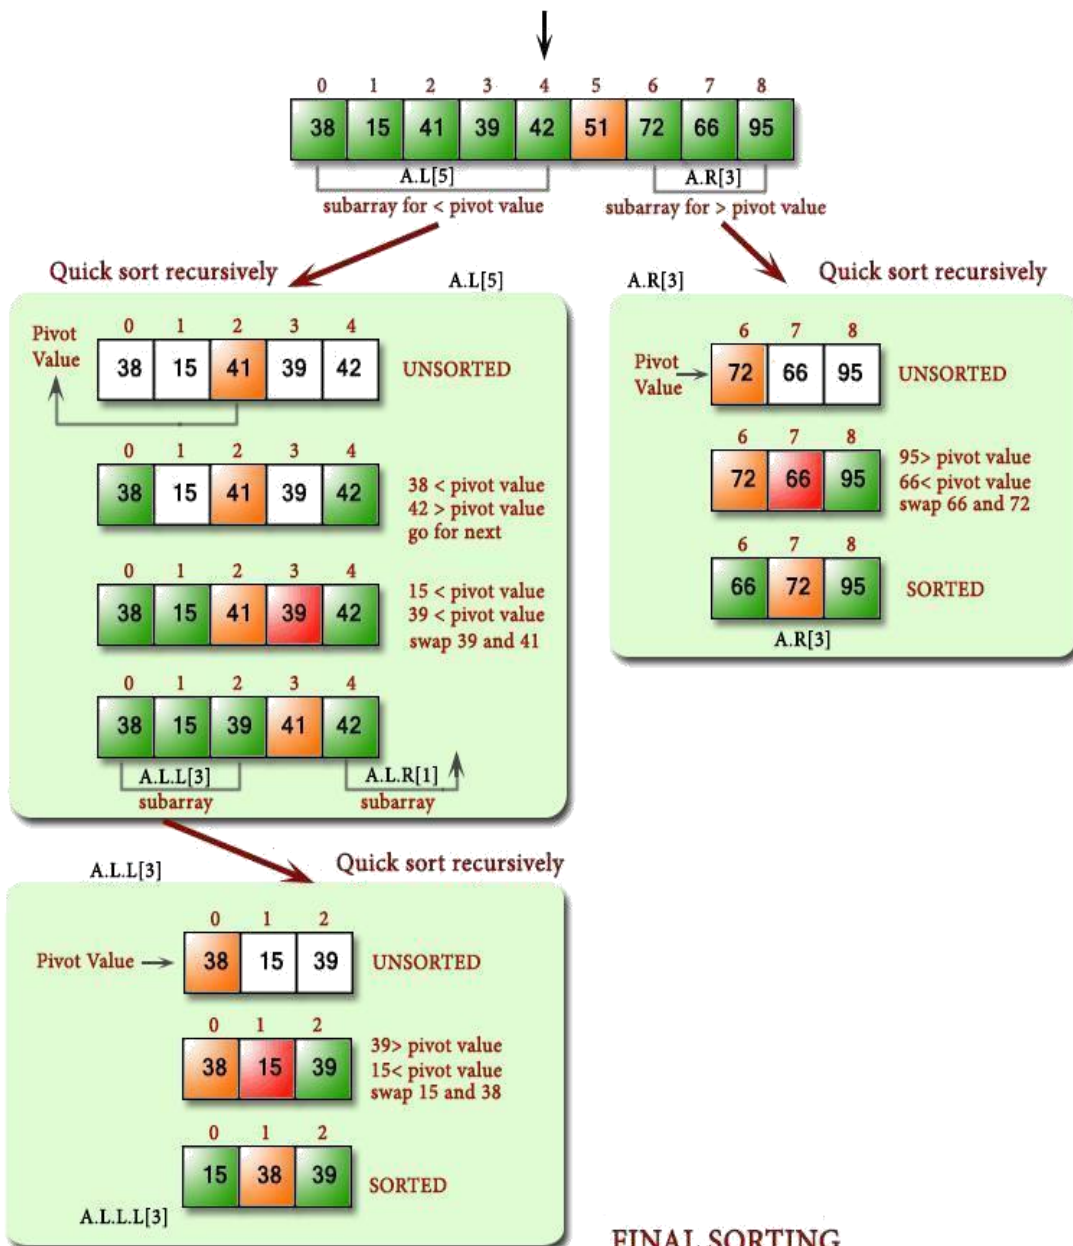 0 1 2 3 4 5 6 7 8
38 15 41 39 42 51 72 66 95
A.L[5] A.R[3]
subarray for < pivot value subarray for > pivot value
Quick sort recursively
A.L[5]
Pivot
Value
0 1 2 3 4
38 15 41 39 42
UNSORTED
0 1 2 3 4
38 15 41 39 42
38 < pivot value
42 > pivot value
go for next
0 1 2 3 4
38 15 41 39 42
15 < pivot value
39 < pivot value
swap 39 and 41
0 1 2 3 4
38 15 39 41 42
A.L.L[3] A.L.R[1]
subarray subarray
A.R[3]
Quick sort recursively
Pivot
Value
6 7 8
72 66 95
UNSORTED
6 7 8
72 66 95
95> pivot value
66< pivot value
swap 66 and 72
6 7 8
66 72 95
SORTED
A.R[3]
A.L.L[3]
Quick sort recursively
Pivot Value
0 1 2
38 15 39
UNSORTED
0 1 2
38 15 39
39> pivot value
15< pivot value
swap 15 and 38
0 1 2
15 38 39
SORTED
A.L.L.L[3]
FINAL SORTING